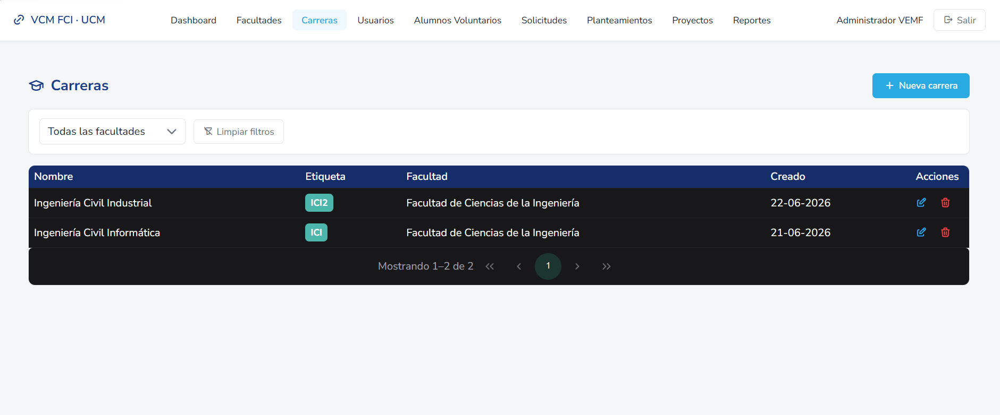 VCM FCI · UCM Dashboard Facultades Carreras Usuarios Alumnos Voluntarios Solicitudes Planteamientos Proyectos Reportes Administrador VEMF Salir
Carreras + Nueva carrera
Todas las facultades Limpiar filtros
Nombre Etiqueta Facultad Creado Acciones
Ingeniería Civil Industrial ICI2 Facultad de Ciencias de la Ingeniería 22-06-2026
Ingeniería Civil Informática ICI Facultad de Ciencias de la Ingeniería 21-06-2026
Mostrando 1–2 de 2 « ‹ 1 › »